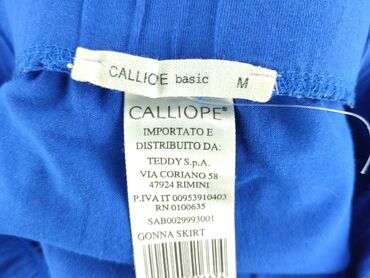 CALLIOPE basic M
CALLIOPE®
IMPORTATO E
DISTRIBUITO DA:
TEDDY S.p.A.
VIA CORIANO 58
47924 RIMINI
P.IVA IT 00953910403
RN 0100635
SAB0029993001
GONNA SKIRT